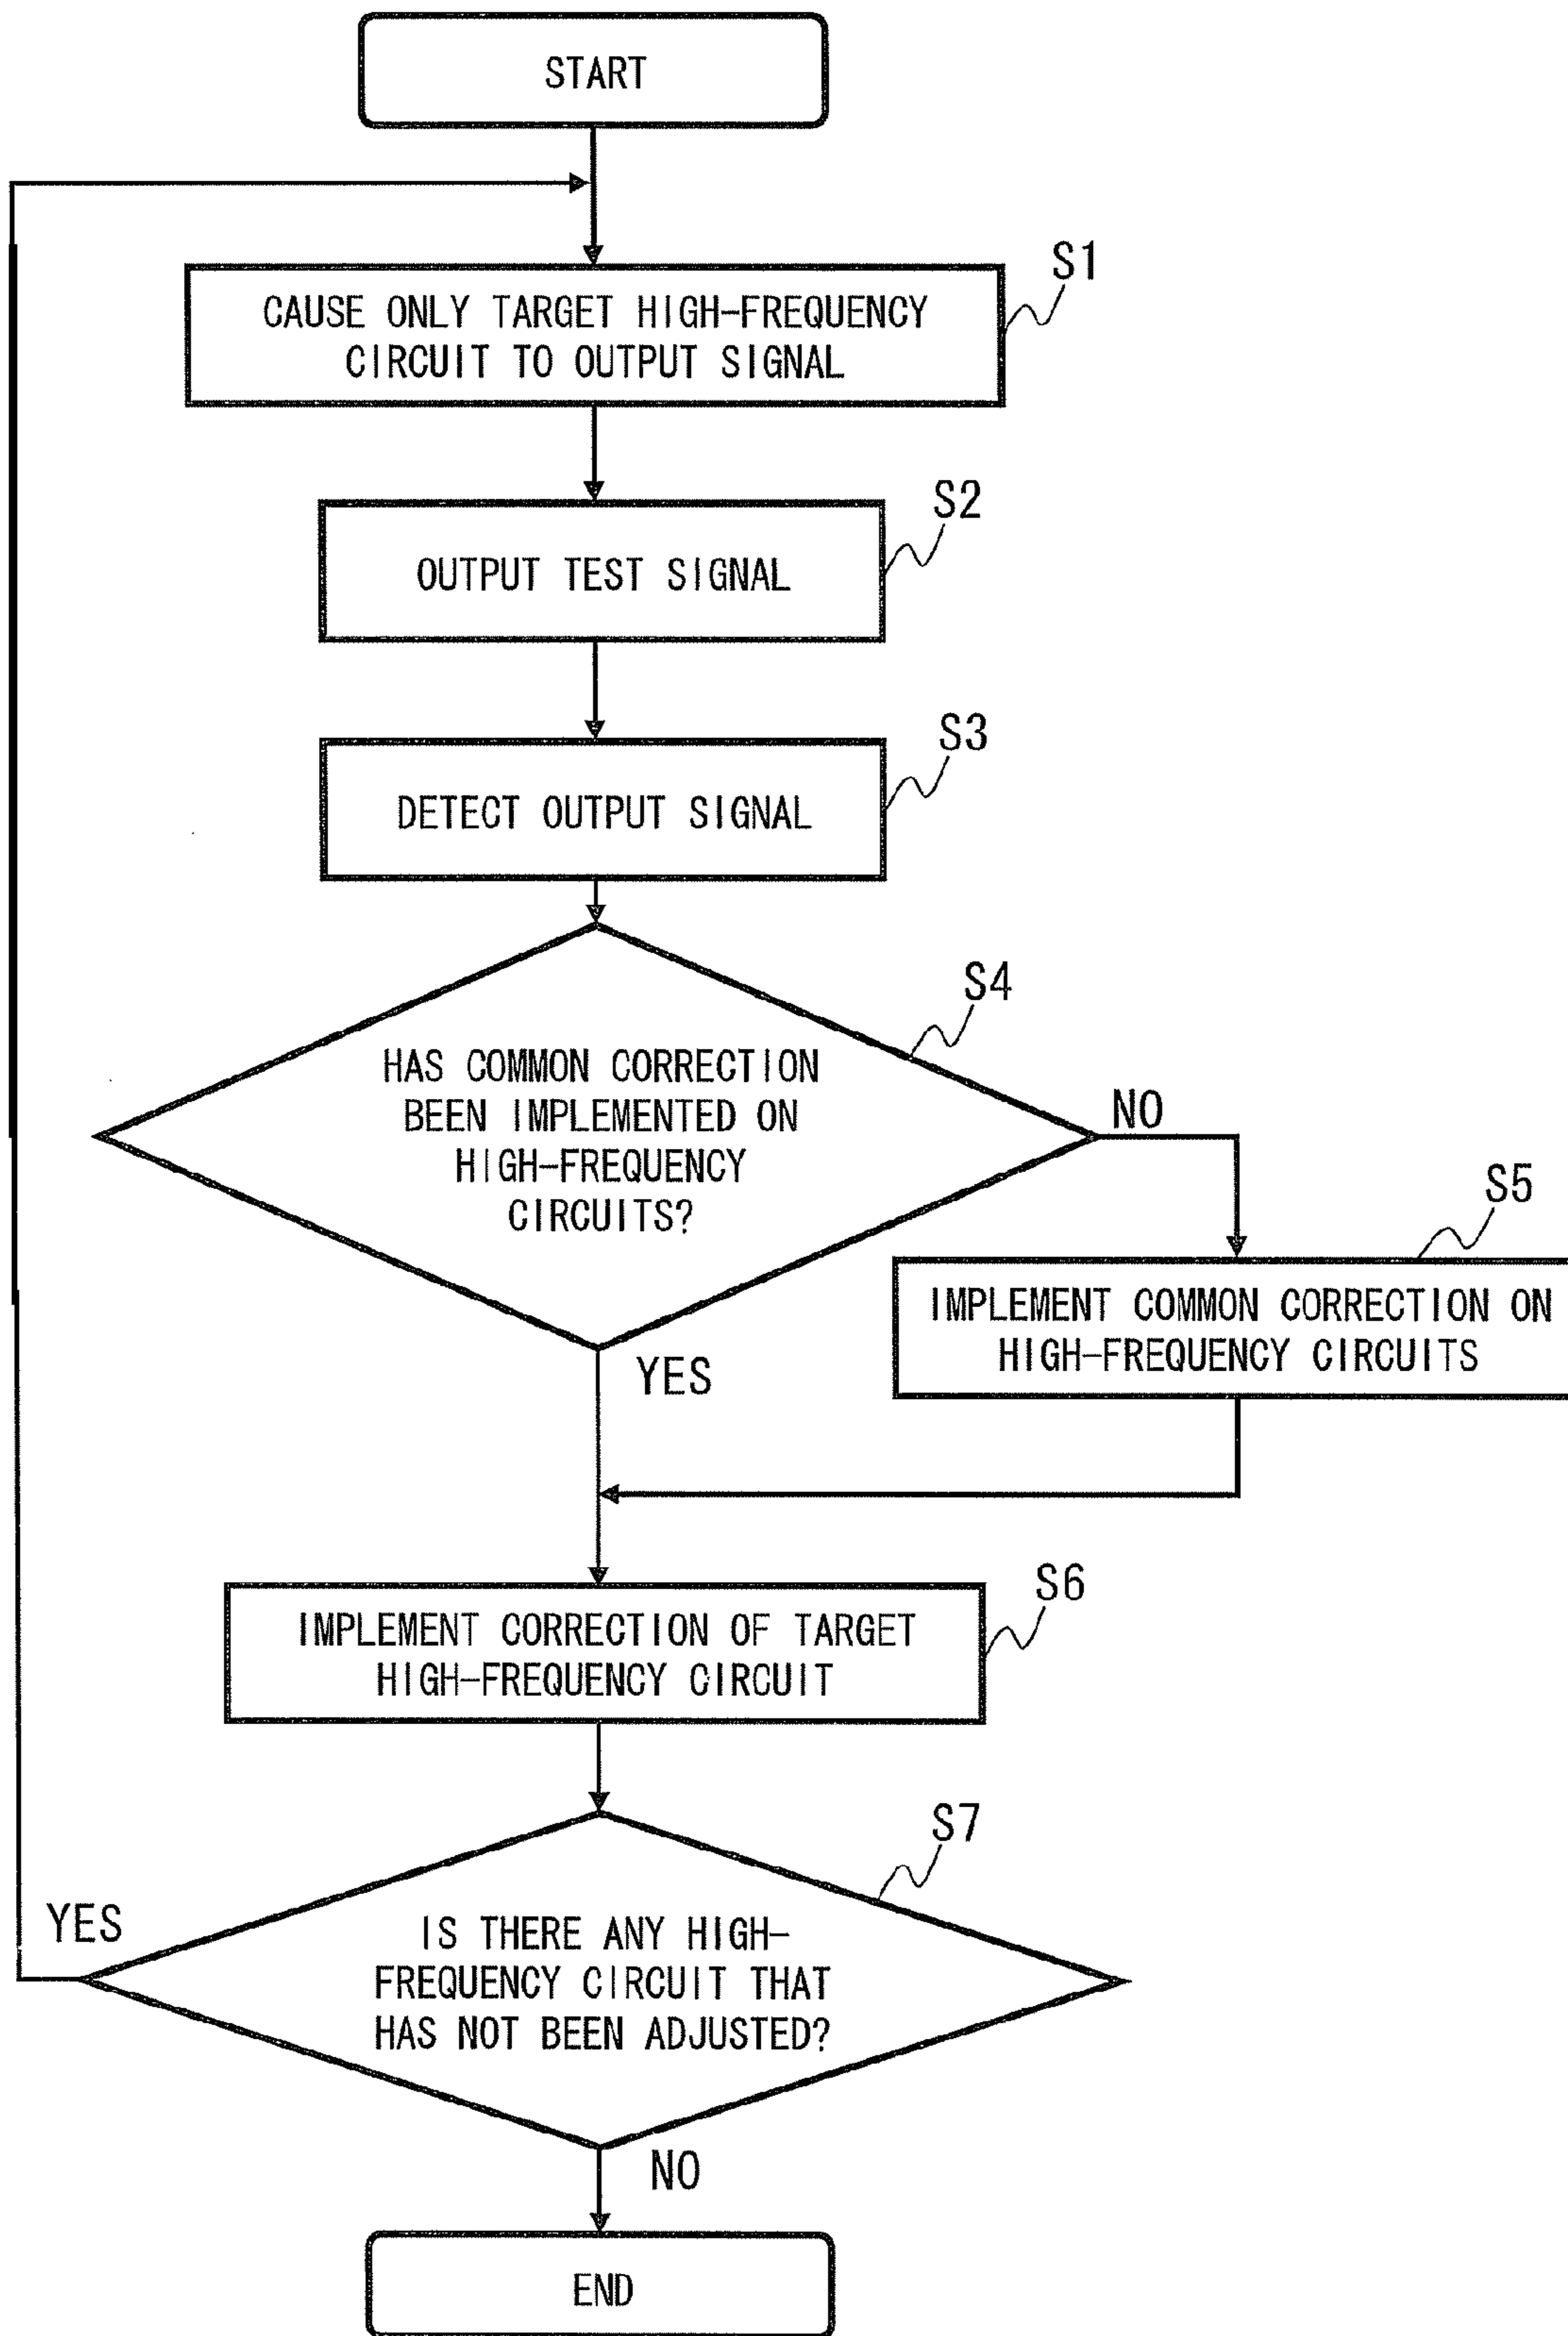 START
S1
CAUSE ONLY TARGET HIGH-FREQUENCY
CIRCUIT TO OUTPUT SIGNAL
S2
OUTPUT TEST SIGNAL
S3
DETECT OUTPUT SIGNAL
S4
HAS COMMON CORRECTION
BEEN IMPLEMENTED ON
HIGH-FREQUENCY
CIRCUITS?
NO
S5
IMPLEMENT COMMON CORRECTION ON
HIGH-FREQUENCY CIRCUITS
YES
S6
IMPLEMENT CORRECTION OF TARGET
HIGH-FREQUENCY CIRCUIT
S7
YES
IS THERE ANY HIGH-
FREQUENCY CIRCUIT THAT
HAS NOT BEEN ADJUSTED?
NO
END